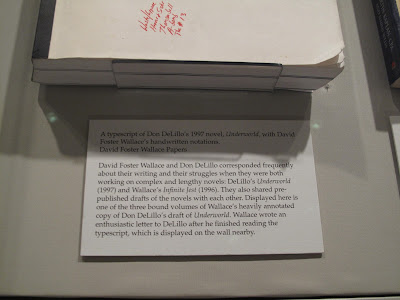 A typescript of Don DeLillo's 1997 novel, Underworld, with David
Foster Wallace's handwritten notations.
David Foster Wallace Papers
David Foster Wallace and Don DeLillo corresponded frequently
about their writing and their struggles when they were both
working on complex and lengthy novels: DeLillo's Underworld
(1997) and Wallace's Infinite Jest (1996). They also shared pre-
published drafts of the novels with each other. Displayed here is
one of the three bound volumes of Wallace's heavily annotated
copy of Don DeLillo's draft of Underworld. Wallace wrote an
enthusiastic letter to DeLillo after he finished reading the
typescript, which is displayed on the wall nearby.